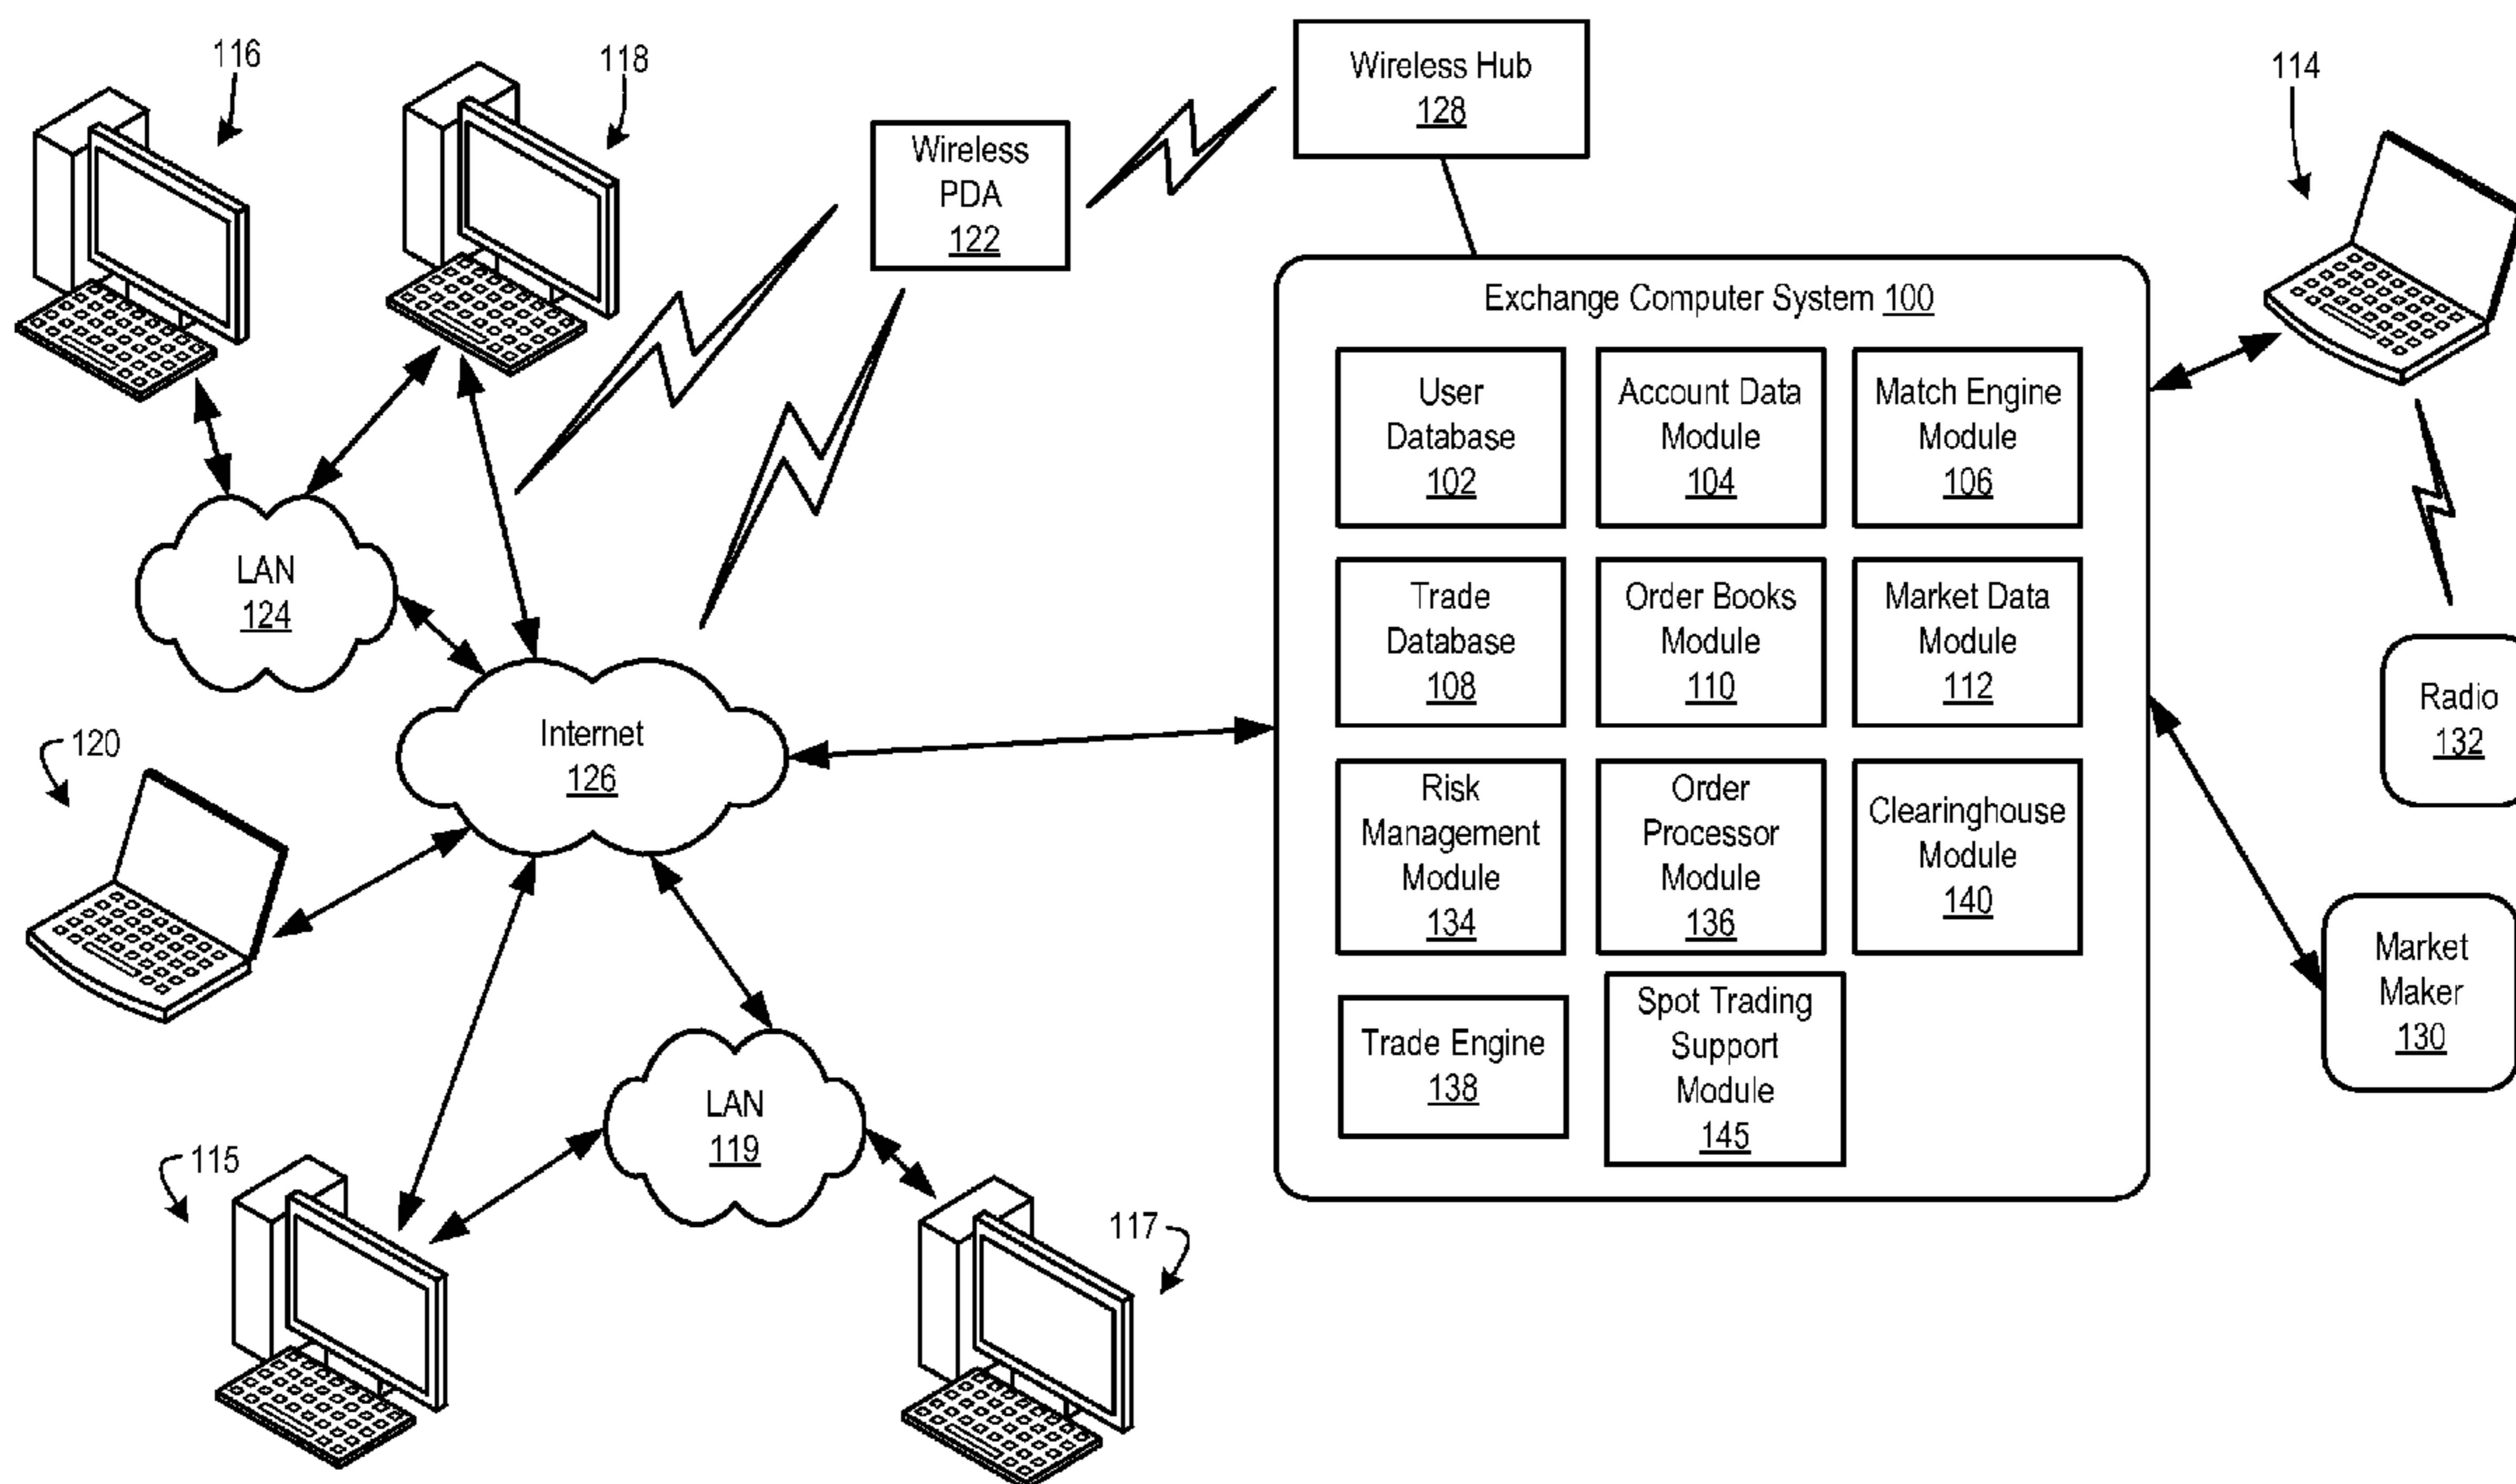 116
118
Wireless Hub
128
114
Wireless
PDA
122
Exchange Computer System 100
User
Database
102
Account Data
Module
104
Match Engine
Module
106
LAN
124
Trade
Database
108
Order Books
Module
110
Market Data
Module
112
Radio
132
120
Internet
126
Risk
Management
Module
134
Order
Processor
Module
136
Clearinghouse
Module
140
Market
Maker
130
Trade Engine
138
Spot Trading
Support
Module
145
LAN
119
115
117